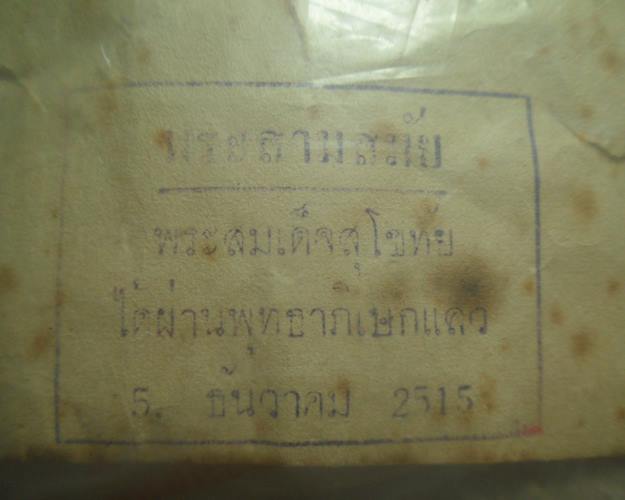 พระสามสมัย
พระสมเด็จสุโขทัย
ได้ผ่านพุทธาภิเษกแล้ว
5. ธันวาคม 2515